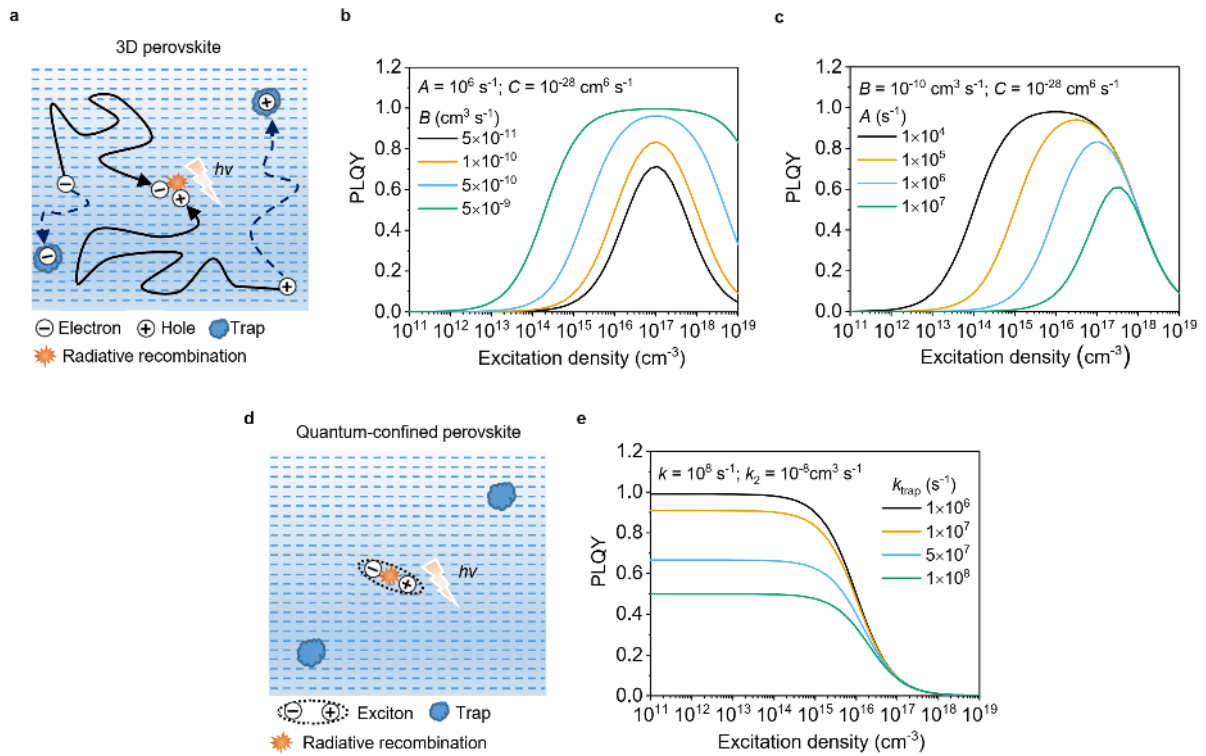 a
3D perovskite
hv
Electron Hole Trap
Radiative recombination
b
A = 10⁶ s⁻¹; C = 10⁻²⁸ cm⁶ s⁻¹
B (cm³ s⁻¹)
5×10⁻¹¹
1×10⁻¹⁰
5×10⁻¹⁰
5×10⁻⁹
PLQY
1.2
1.0
0.8
0.6
0.4
0.2
0.0
10¹¹ 10¹² 10¹³ 10¹⁴ 10¹⁵ 10¹⁶ 10¹⁷ 10¹⁸ 10¹⁹
Excitation density (cm⁻³)
c
B = 10⁻¹⁰ cm³ s⁻¹; C = 10⁻²⁸ cm⁶ s⁻¹
A (s⁻¹)
1×10⁴
1×10⁵
1×10⁶
1×10⁷
PLQY
1.2
1.0
0.8
0.6
0.4
0.2
0.0
10¹¹ 10¹² 10¹³ 10¹⁴ 10¹⁵ 10¹⁶ 10¹⁷ 10¹⁸ 10¹⁹
Excitation density (cm⁻³)
d
Quantum-confined perovskite
hv
Exciton Trap
Radiative recombination
e
k = 10⁸ s⁻¹; k₂ = 10⁻⁸cm³ s⁻¹
k_trap (s⁻¹)
1×10⁶
1×10⁷
5×10⁷
1×10⁸
PLQY
1.2
1.0
0.8
0.6
0.4
0.2
0.0
10¹¹ 10¹² 10¹³ 10¹⁴ 10¹⁵ 10¹⁶ 10¹⁷ 10¹⁸ 10¹⁹
Excitation density (cm⁻³)